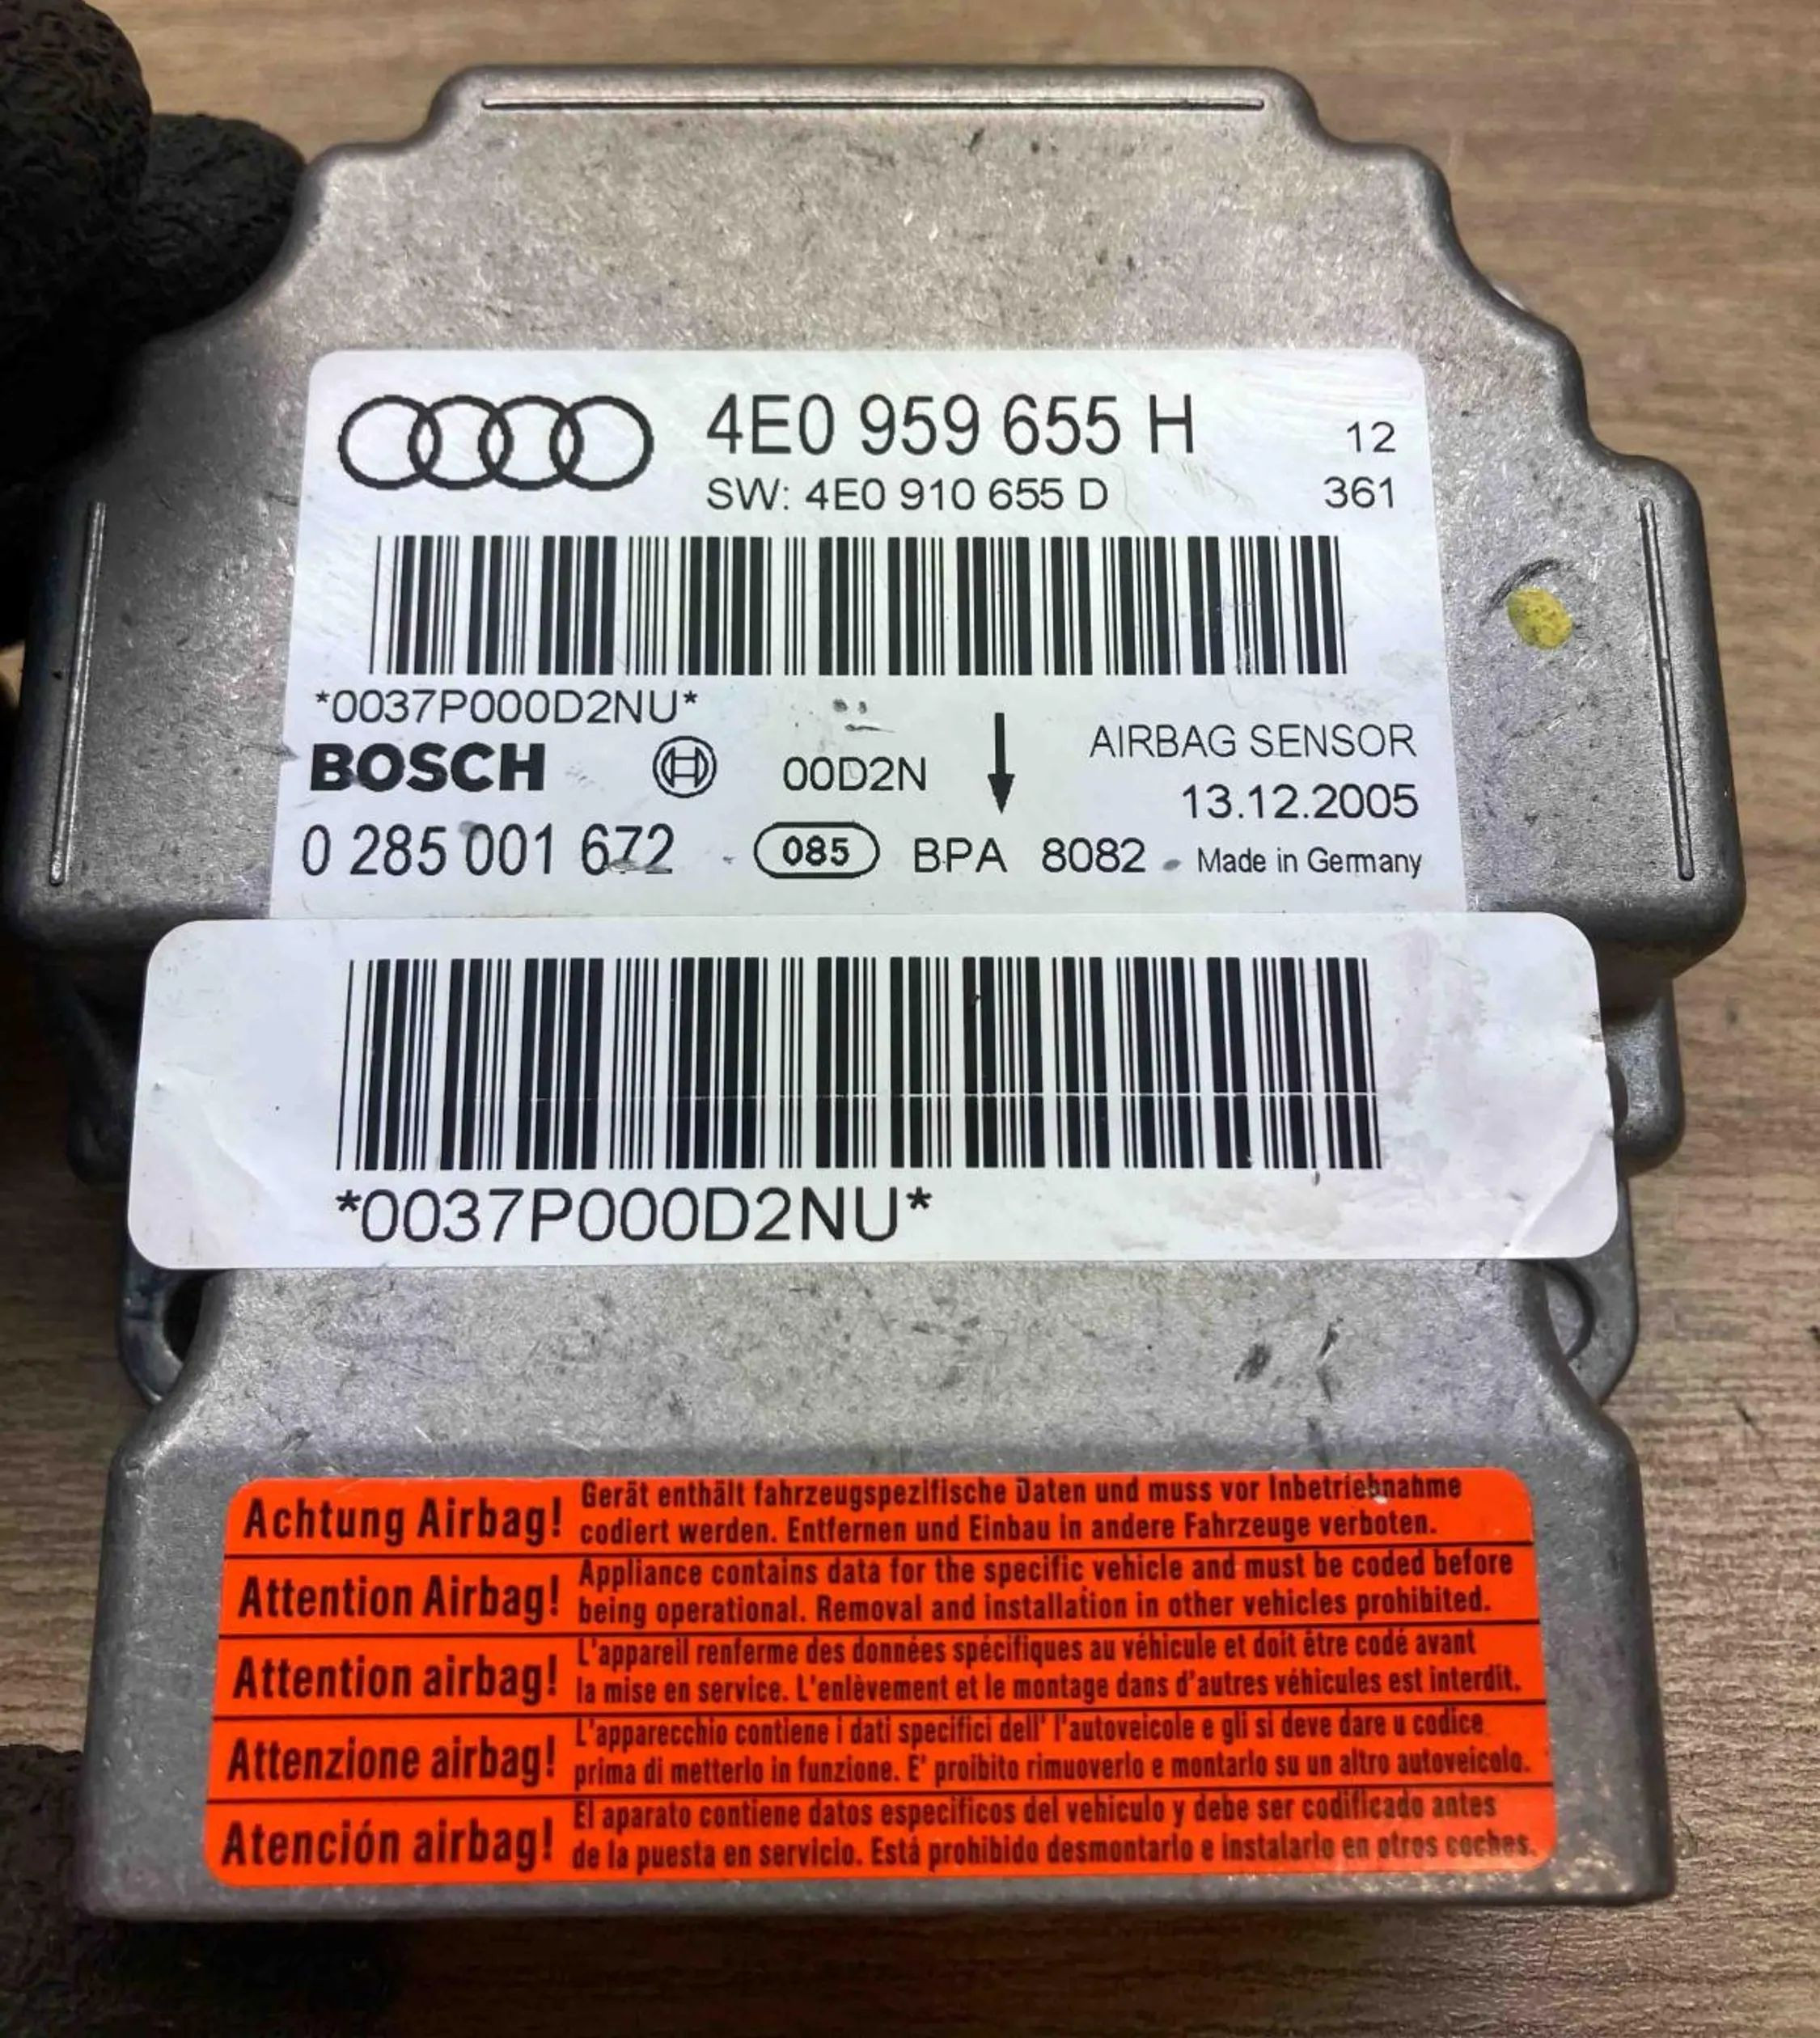 4E0 959 655 H 12
SW: 4E0 910 655 D 361
*0037P000D2NU*
BOSCH 00D2N AIRBAG SENSOR
13.12.2005
0 285 001 672 085 BPA 8082 Made in Germany
*0037P000D2NU*
Achtung Airbag! Gerät enthält fahrzeugspezifische Daten und muss vor Inbetriebnahme
codiert werden. Entfernen und Einbau in andere Fahrzeuge verboten.
Attention Airbag! Appliance contains data for the specific vehicle and must be coded before
being operational. Removal and installation in other vehicles prohibited.
Attention airbag! L'appareil renferme des données spécifiques au véhicule et doit être codé avant
la mise en service. L'enlèvement et le montage dans d'autres véhicules est interdit.
Attenzione airbag! L'apparecchio contiene i dati specifici dell' l'autoveicole e gli si deve dare u codice
prima di metterlo in funzione. E' proibito rimuoverlo e montarlo su un altro autoveicolo.
Atención airbag! El aparato contiene datos especificos del vehiculo y debe ser codificado antes
de la puesta en servicio. Está prohibido desmontarlo e instalarlo en otros coches.